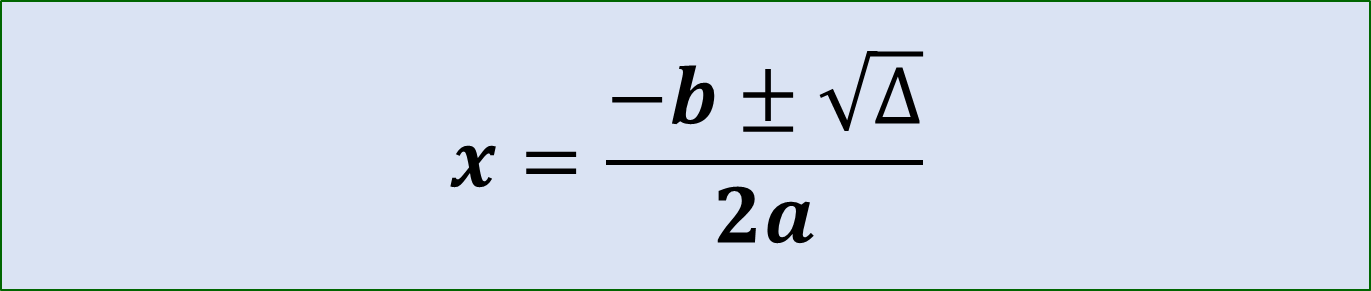 x = (−b ± √Δ) / 2a